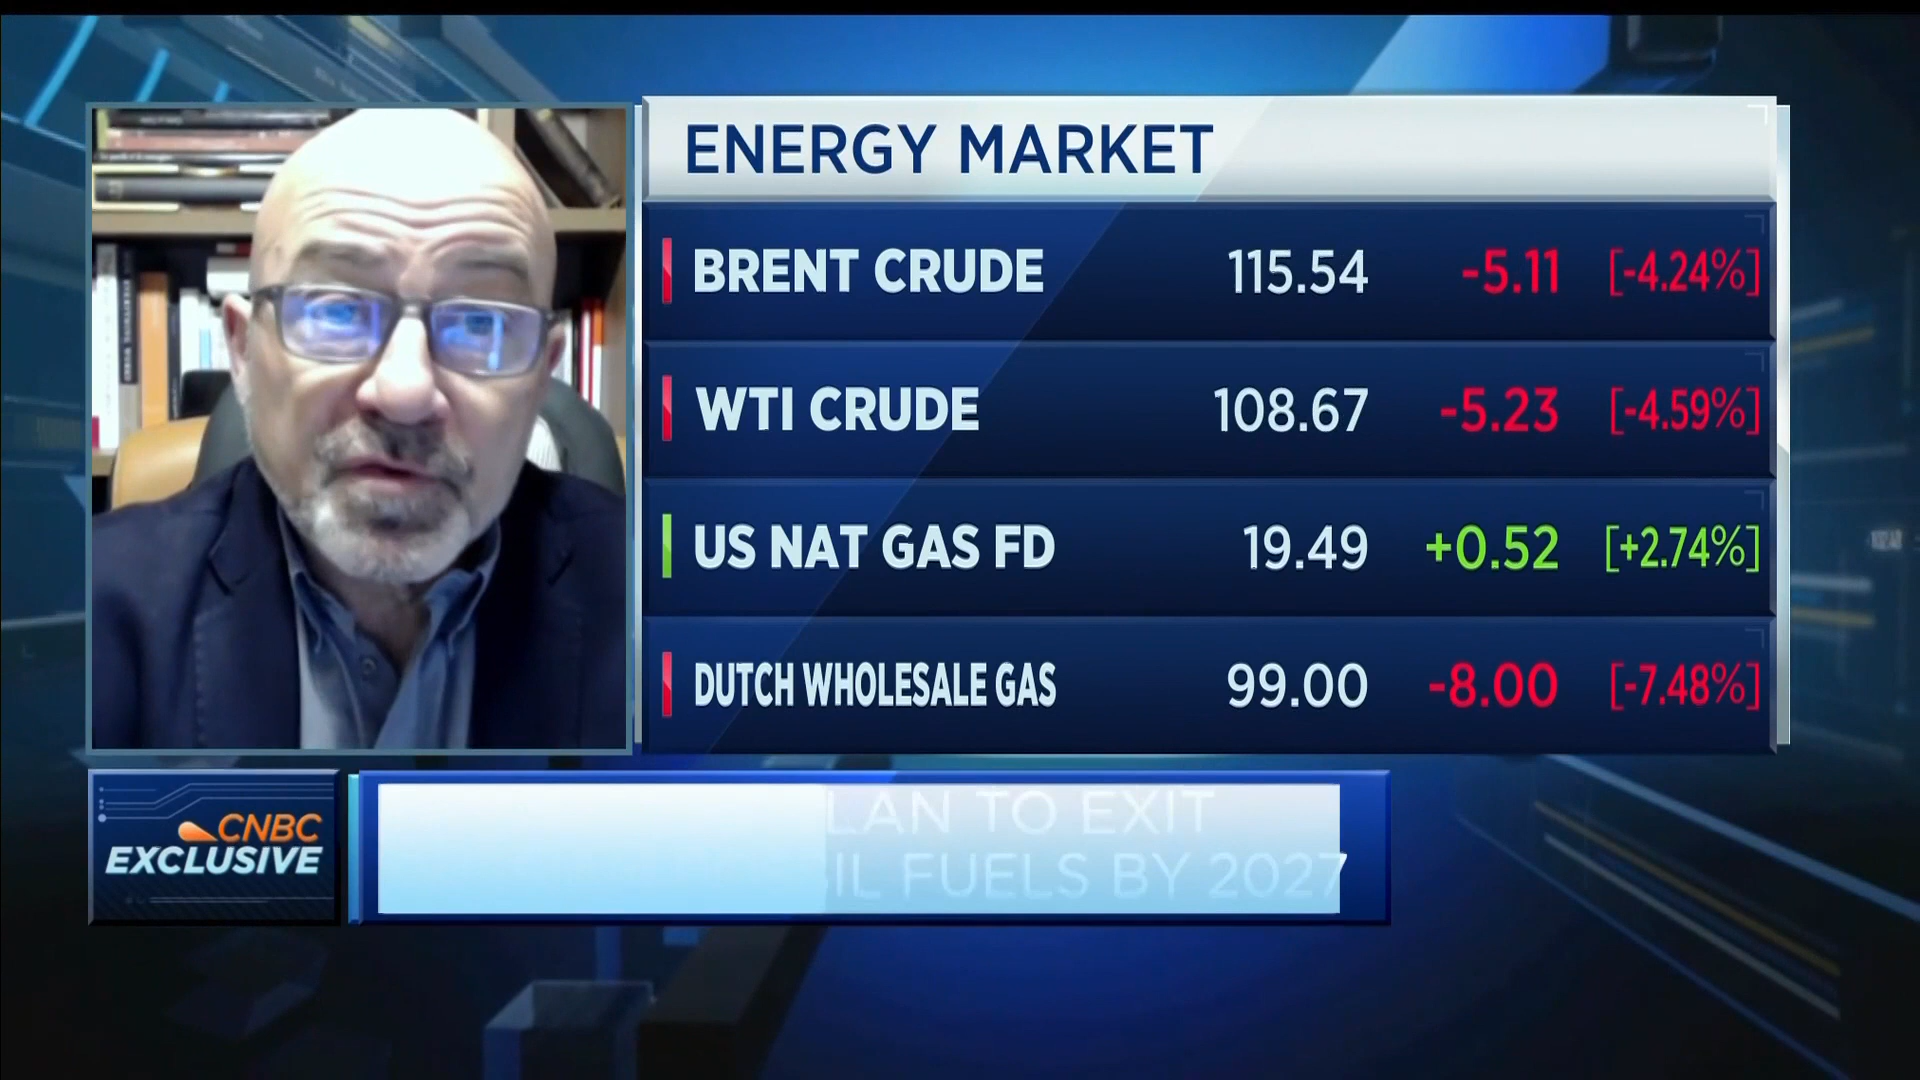 ENERGY MARKET
BRENT CRUDE 115.54 -5.11 [-4.24%]
WTI CRUDE 108.67 -5.23 [-4.59%]
US NAT GAS FD 19.49 +0.52 [+2.74%]
DUTCH WHOLESALE GAS 99.00 -8.00 [-7.48%]
CNBC
EXCLUSIVE
LAN TO EXIT
IL FUELS BY 2027